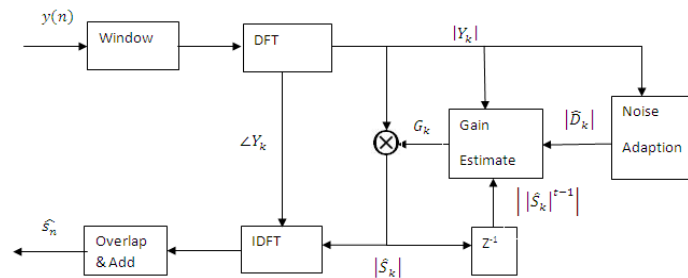 y(n)
Window
DFT
|Y_k|
∠Y_k
G_k
Gain
Estimate
|D̂_k|
Noise
Adaption
| |Ŝ_k|^{t−1}|
ŝ_n
Overlap
& Add
IDFT
|Ŝ_k|
Z^{-1}